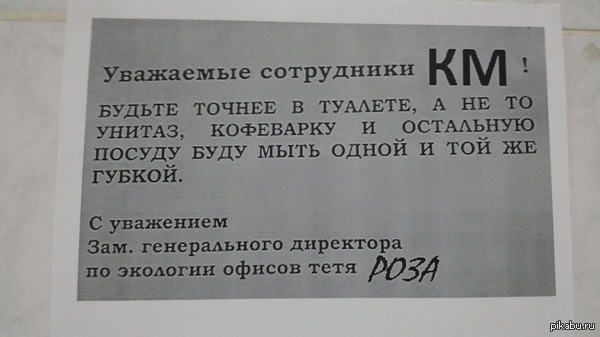 Уважаемые сотрудники КМ !
БУДЬТЕ ТОЧНЕЕ В ТУАЛЕТЕ, А НЕ ТО
УНИТАЗ, КОФЕВАРКУ И ОСТАЛЬНУЮ
ПОСУДУ БУДУ МЫТЬ ОДНОЙ И ТОЙ ЖЕ
ГУБКОЙ.
С уважением
Зам. генерального директора
по экологии офисов тетя РОЗА
pikabu.ru